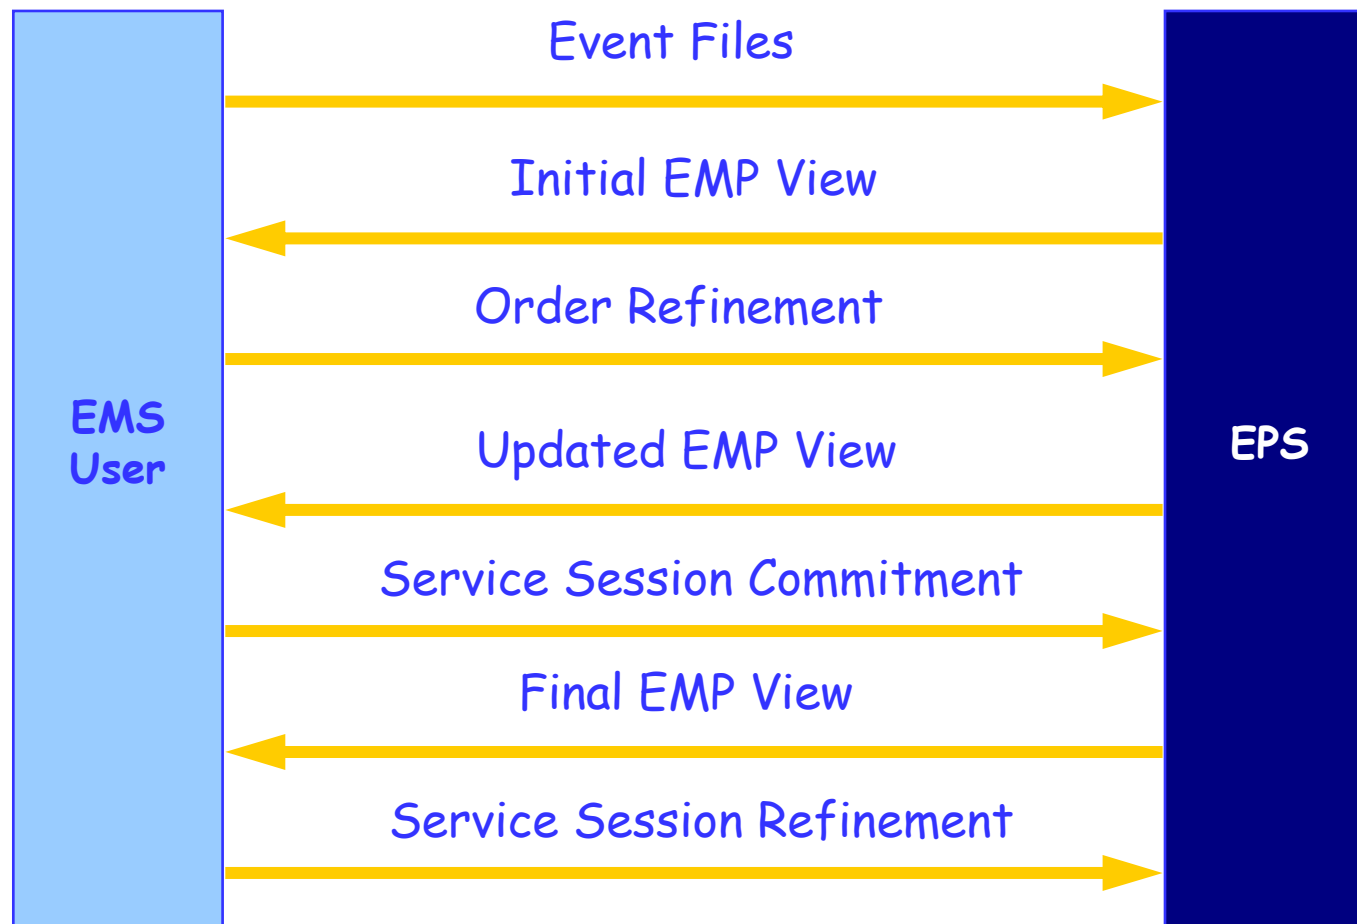 Event Files
Initial EMP View
Order Refinement
EMS
User
Updated EMP View
EPS
Service Session Commitment
Final EMP View
Service Session Refinement